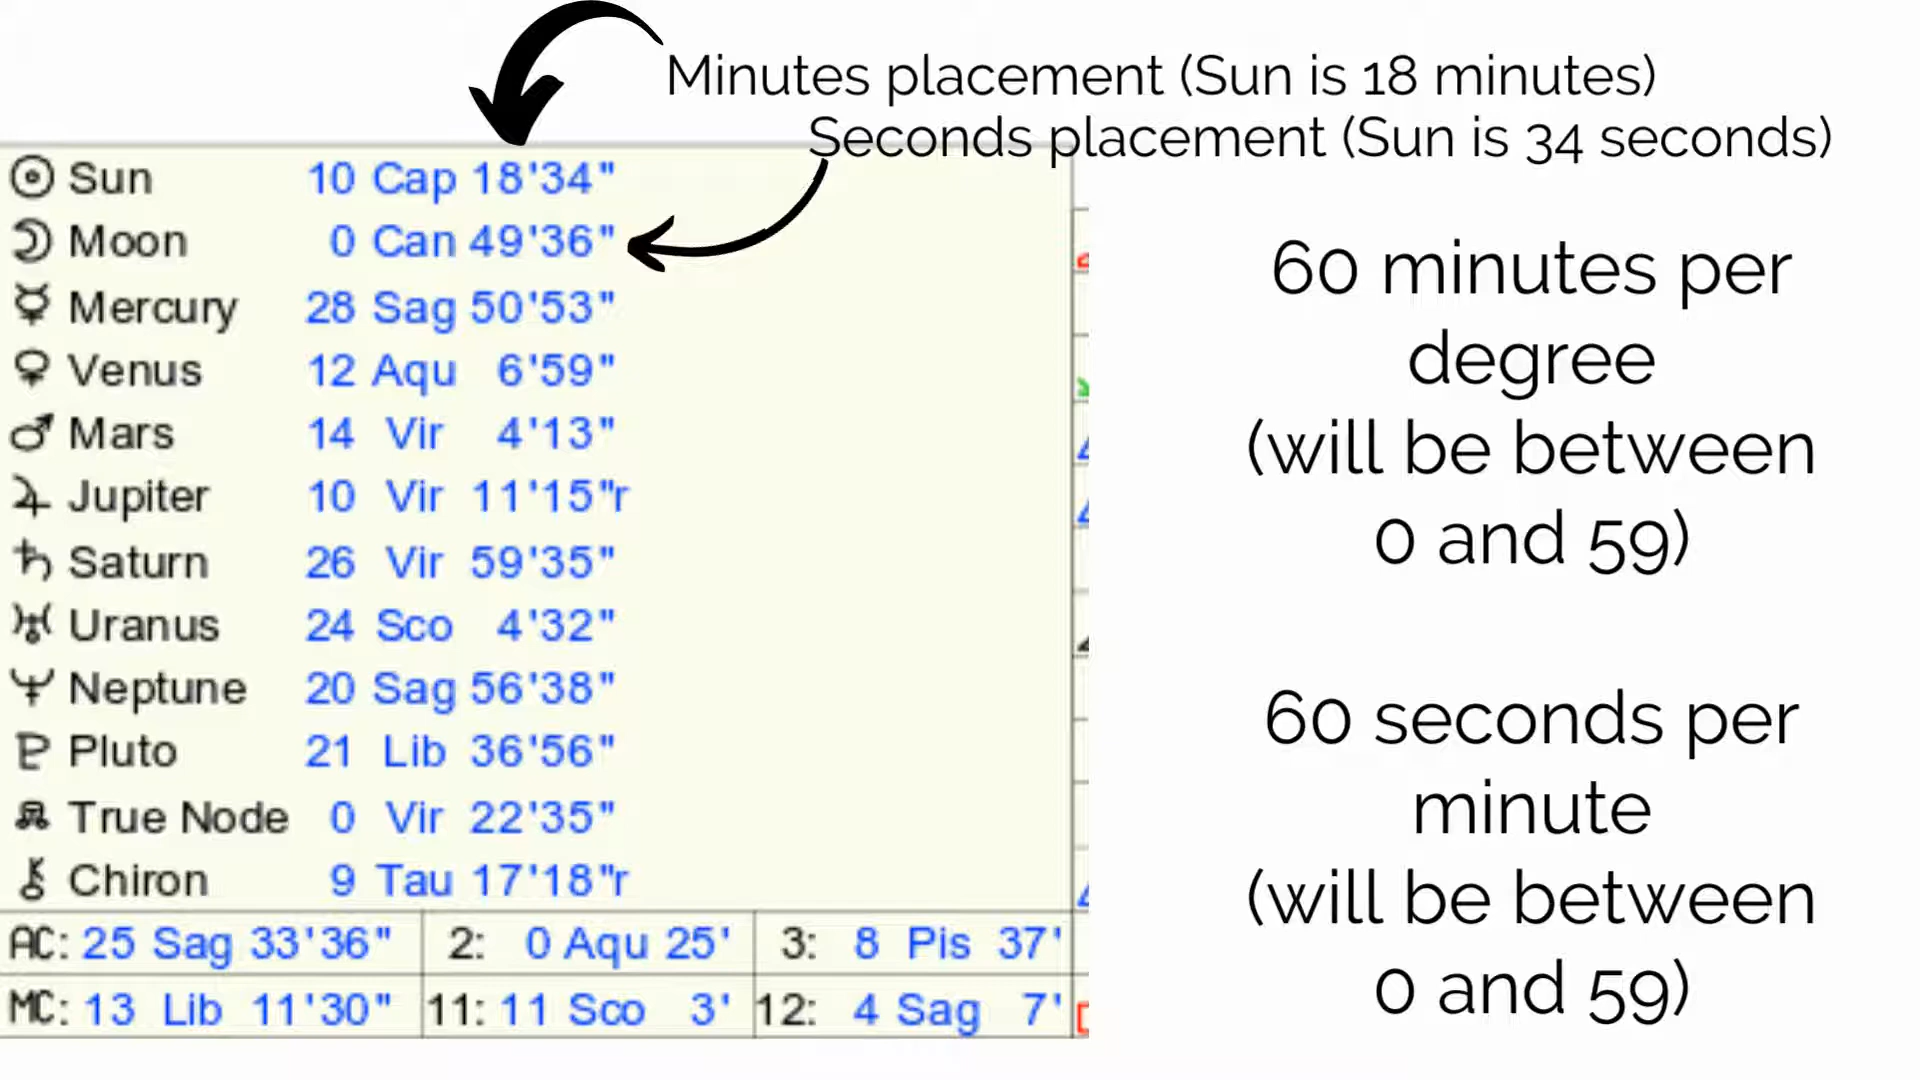 Minutes placement (Sun is 18 minutes)
Seconds placement (Sun is 34 seconds)
Sun 10 Cap 18'34"
Moon 0 Can 49'36"
Mercury 28 Sag 50'53"
Venus 12 Aqu 6'59"
Mars 14 Vir 4'13"
Jupiter 10 Vir 11'15"r
Saturn 26 Vir 59'35"
Uranus 24 Sco 4'32"
Neptune 20 Sag 56'38"
Pluto 21 Lib 36'56"
True Node 0 Vir 22'35"
Chiron 9 Tau 17'18"r
AC: 25 Sag 33'36" 2: 0 Aqu 25' 3: 8 Pis 37'
MC: 13 Lib 11'30" 11: 11 Sco 3' 12: 4 Sag 7'
60 minutes per
degree
(will be between
0 and 59)
60 seconds per
minute
(will be between
0 and 59)